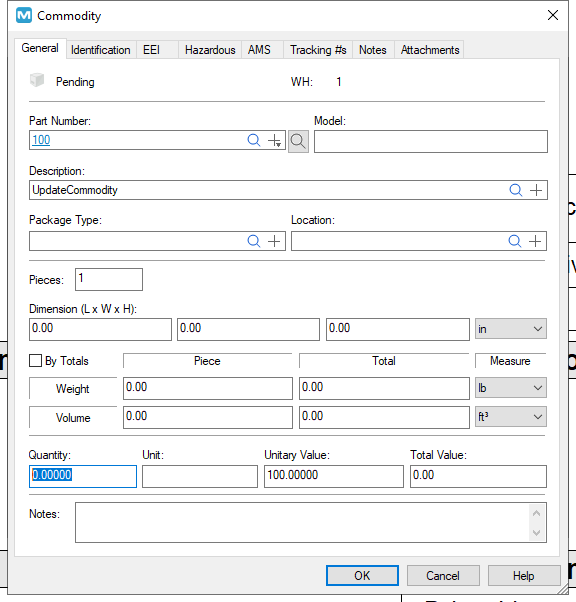 Commodity
General Identification EEI Hazardous AMS Tracking #s Notes Attachments
Pending WH: 1
Part Number: Model:
100
Description:
UpdateCommodity
Package Type: Location:
Pieces: 1
Dimension (L x W x H):
0.00 0.00 0.00 in
By Totals Piece Total Measure
Weight 0.00 0.00 lb
Volume 0.00 0.00 ft³
Quantity: Unit: Unitary Value: Total Value:
0.00000 100.00000 0.00
Notes:
OK Cancel Help